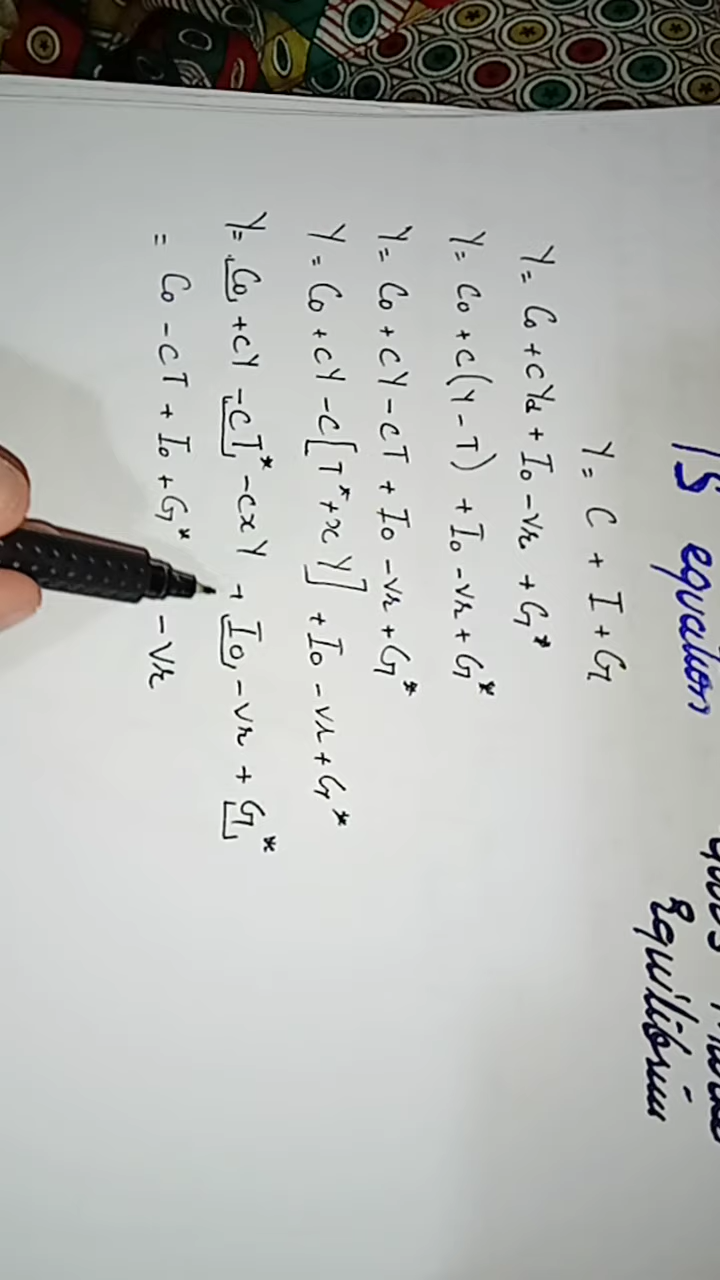 IS equation
Equilibrium
Y = C + I + G
Y = C0 + cYd + I0 - vr + G*
Y = C0 + c(Y - T) + I0 - vr + G*
Y = C0 + cY - cT + I0 - vr + G*
Y = C0 + cY - c[T* + xY] + I0 - vr + G*
Y = C0 + cY - cT* - cxY + I0 - vr + G*
= C0 - cT + I0 + G* - vr